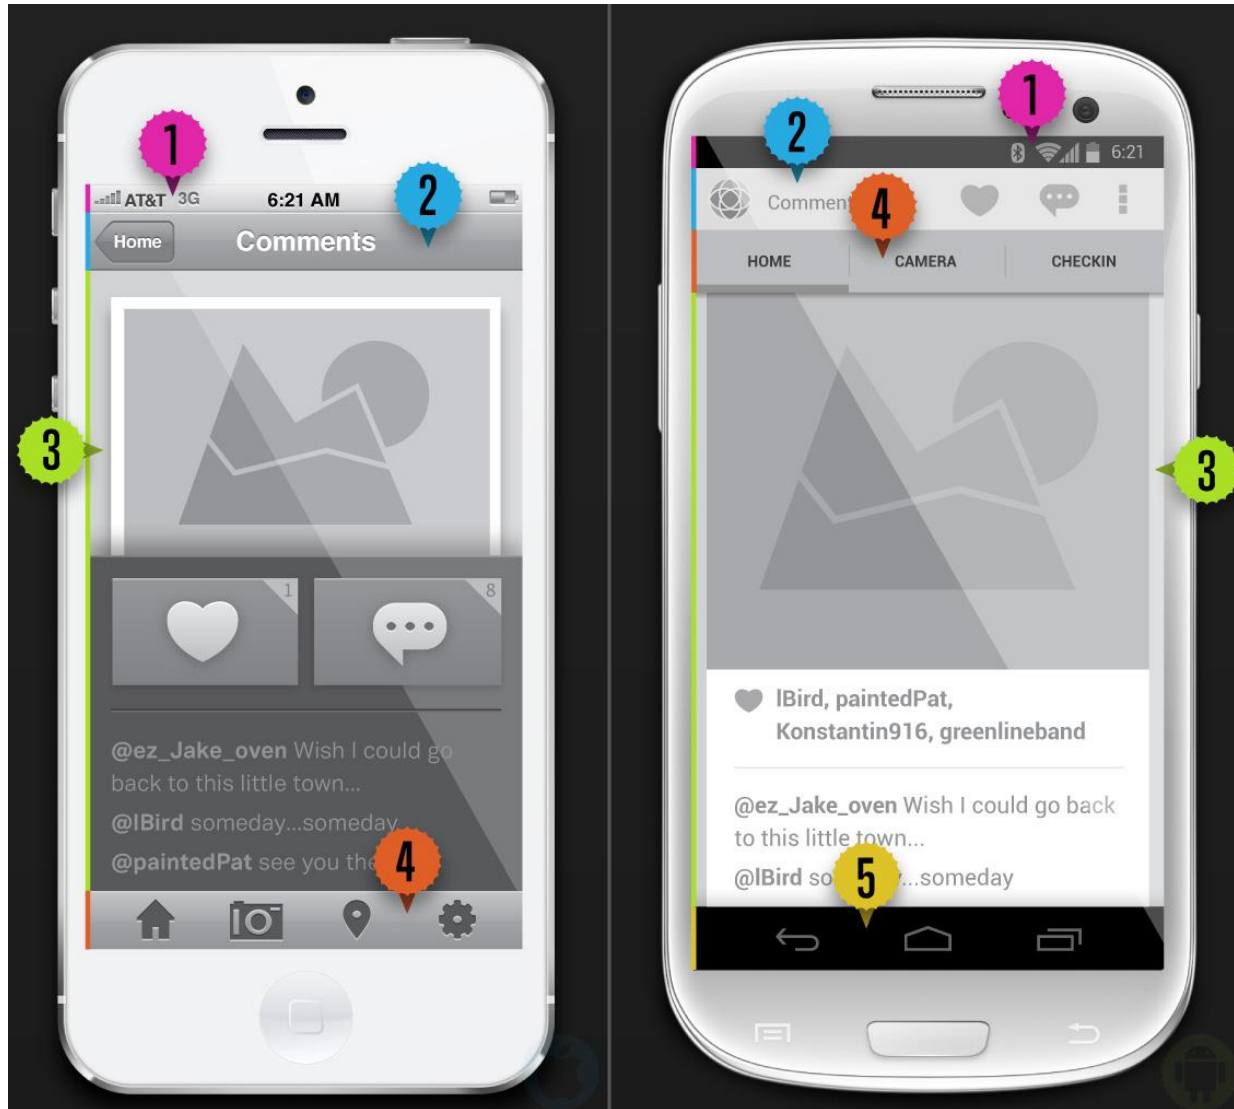 1
AT&T 3G 6:21 AM
2
Home Comments
3
1 8
@ez_Jake_oven Wish I could go
back to this little town...
@lBird someday...someday
@paintedPat see you the
4
1
6:21
2
Commen
4
HOME CAMERA CHECKIN
3
lBird, paintedPat,
Konstantin916, greenlineband
@ez_Jake_oven Wish I could go back
to this little town...
@lBird so ...someday
5